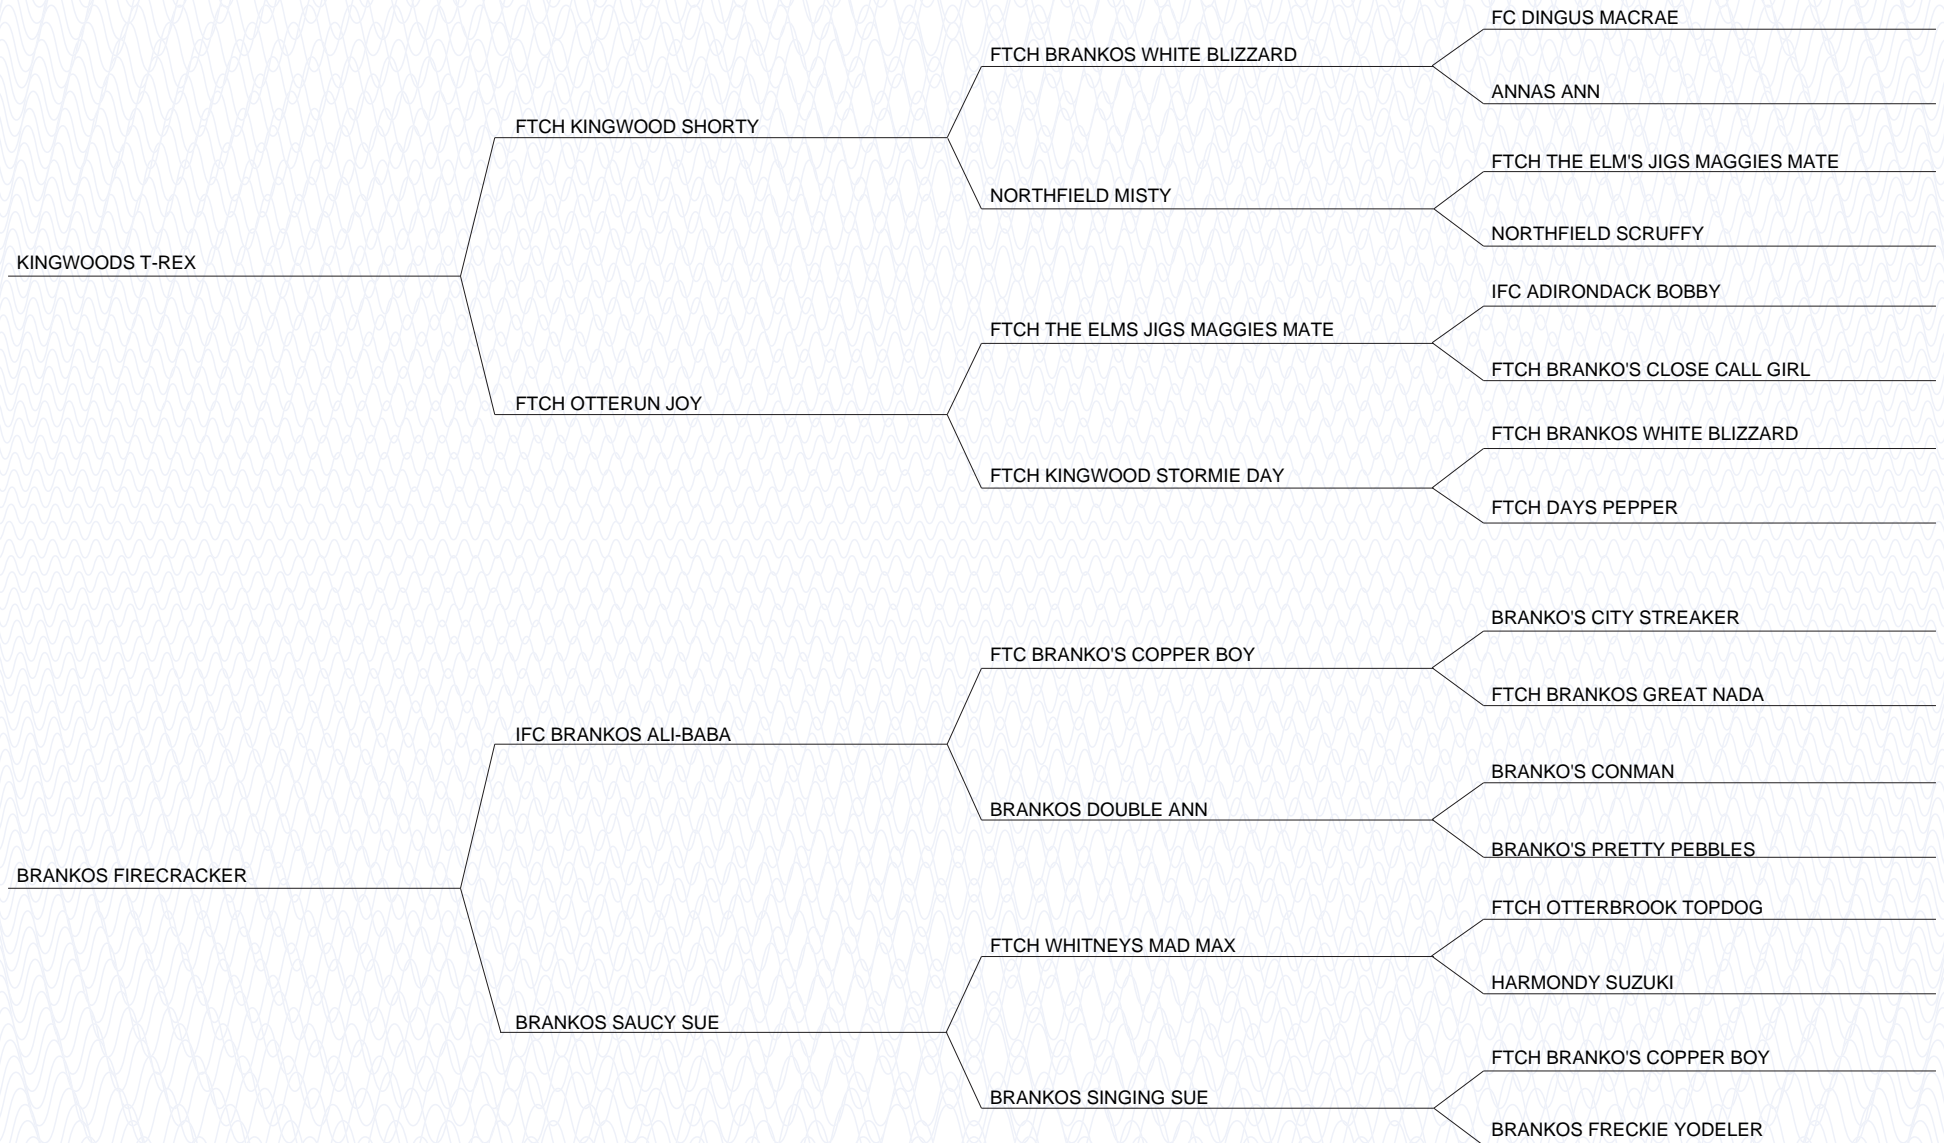 FC DINGUS MACRAE
FTCH BRANKOS WHITE BLIZZARD
ANNAS ANN
FTCH KINGWOOD SHORTY
FTCH THE ELM'S JIGS MAGGIES MATE
NORTHFIELD MISTY
NORTHFIELD SCRUFFY
KINGWOODS T-REX
IFC ADIRONDACK BOBBY
FTCH THE ELMS JIGS MAGGIES MATE
FTCH BRANKO'S CLOSE CALL GIRL
FTCH OTTERUN JOY
FTCH BRANKOS WHITE BLIZZARD
FTCH KINGWOOD STORMIE DAY
FTCH DAYS PEPPER
BRANKO'S CITY STREAKER
FTC BRANKO'S COPPER BOY
FTCH BRANKOS GREAT NADA
IFC BRANKOS ALI-BABA
BRANKO'S CONMAN
BRANKOS DOUBLE ANN
BRANKO'S PRETTY PEBBLES
BRANKOS FIRECRACKER
FTCH OTTERBROOK TOPDOG
FTCH WHITNEYS MAD MAX
HARMONDY SUZUKI
BRANKOS SAUCY SUE
FTCH BRANKO'S COPPER BOY
BRANKOS SINGING SUE
BRANKOS FRECKIE YODELER